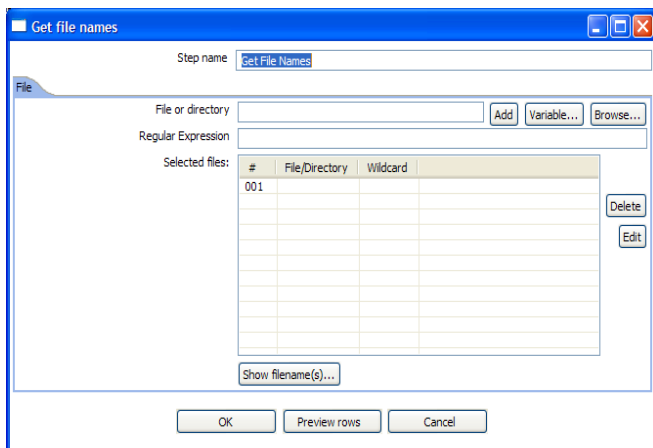 Get file names
Step name Get File Names
File
File or directory Add Variable... Browse...
Regular Expression
Selected files:
# File/Directory Wildcard
001
Delete
Edit
Show filename(s)...
OK Preview rows Cancel